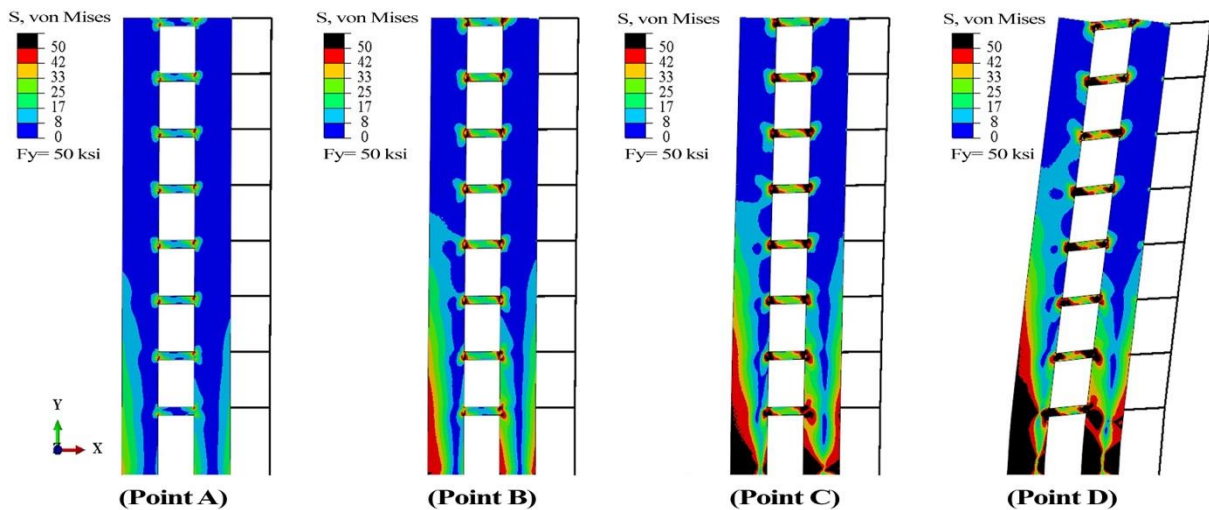 S, von Mises
50
42
33
25
17
8
0
Fy= 50 ksi
Y
Z
X
(Point A)
S, von Mises
50
42
33
25
17
8
0
Fy= 50 ksi
(Point B)
S, von Mises
50
42
33
25
17
8
0
Fy= 50 ksi
(Point C)
S, von Mises
50
42
33
25
17
8
0
Fy= 50 ksi
(Point D)